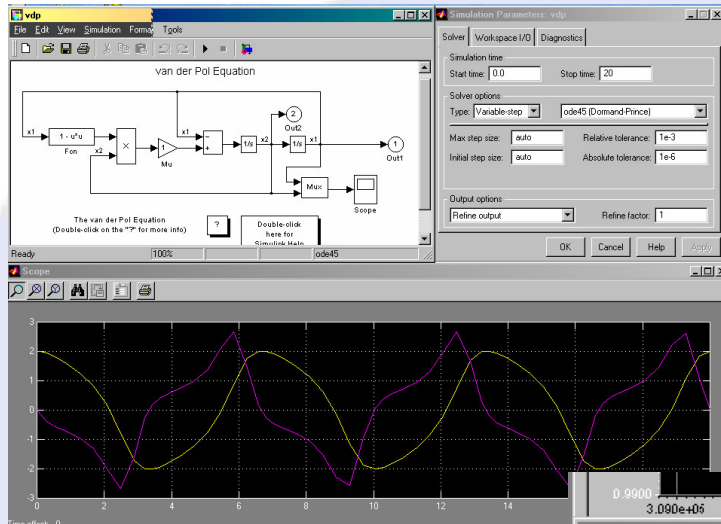 vdp
File Edit View Simulation Format Tools
van der Pol Equation
x1
1 - u*u
Fcn
x2
×
1
Mu
x1
−
+
1/s
x2
1/s
x1
2
Out2
1
Out1
Mux
Scope
The van der Pol Equation
(Double-click on the "?" for more info)
?
Double-click
here for
Simulink Help
Ready 100% ode45
Simulation Parameters: vdp
Solver Workspace I/O Diagnostics
Simulation time
Start time: 0.0 Stop time: 20
Solver options
Type: Variable-step ode45 (Dormand-Prince)
Max step size: auto Relative tolerance: 1e-3
Initial step size: auto Absolute tolerance: 1e-6
Output options
Refine output Refine factor: 1
OK Cancel Help Apply
Scope
3
2
1
0
-1
-2
-3
0 2 4 6 8 10 12 14
0.9900
3.090e+05
Time offset: 0